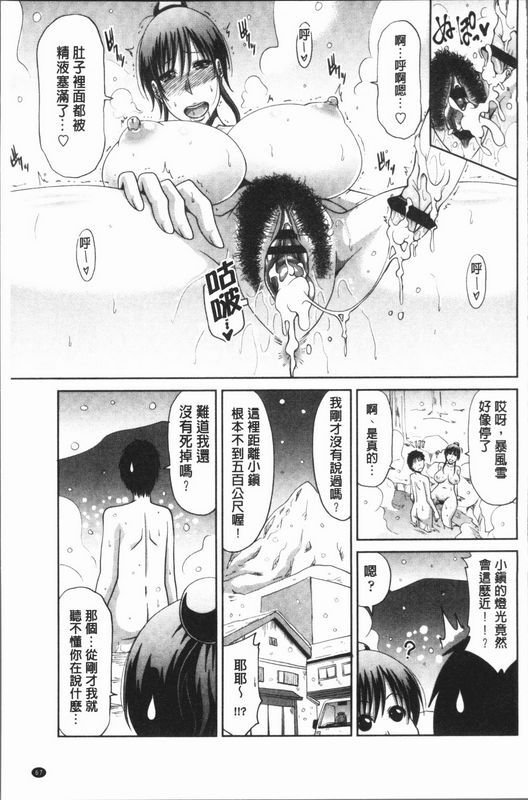 ぬぽっ
啊…呼啊嗯…♡
呼ー♡
肚子裡面都被
精液塞滿了…♡
呼ー♡
呼ー♡
咕啵…♡
哎呀，暴風雪
好像停了
啊、是真的…
小鎮的燈光竟然
會這麼近！！？
嗯？
？
我剛才沒有說過嗎？
這裡距離小鎮
根本不到五百公尺喔！
耶耶～！！？
難道我還
沒有死掉嗎？
那個…從剛才我就
聽不懂你在說什麼…
67